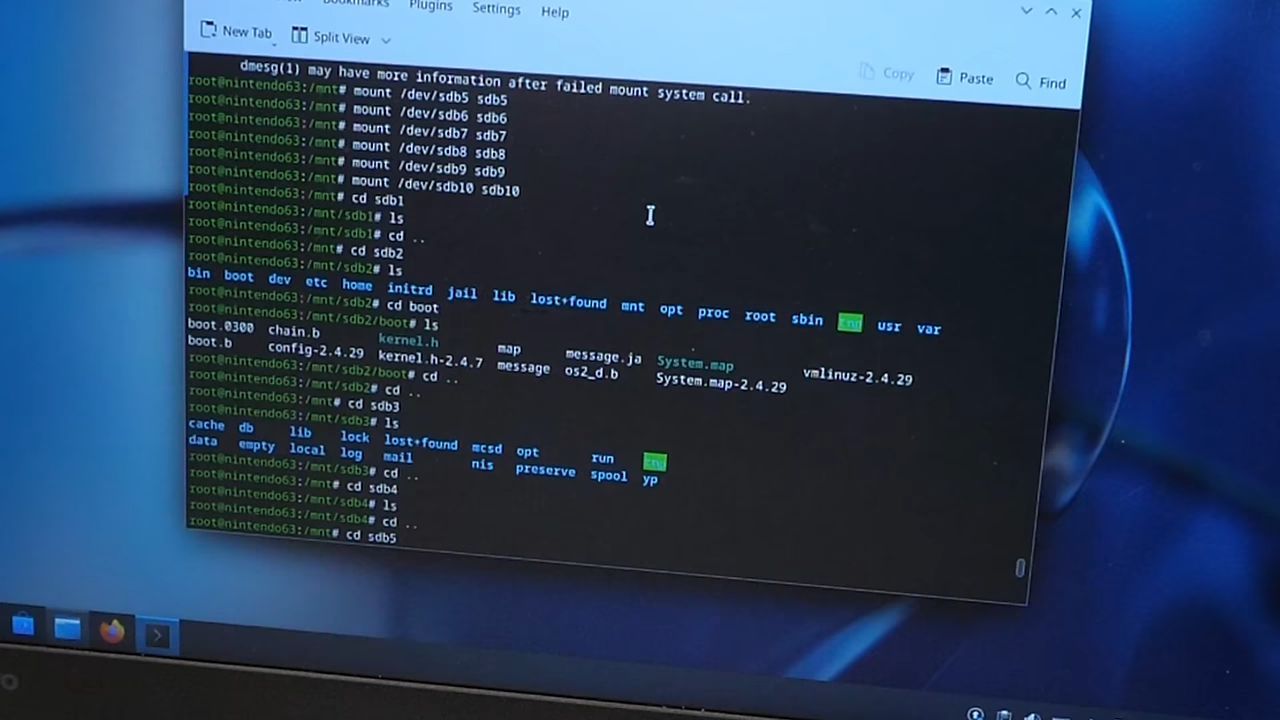 Bookmarks Plugins Settings Help
New Tab Split View Copy Paste Find
dmesg(1) may have more information after failed mount system call.
root@nintendo63:/mnt# mount /dev/sdb5 sdb5
root@nintendo63:/mnt# mount /dev/sdb6 sdb6
root@nintendo63:/mnt# mount /dev/sdb7 sdb7
root@nintendo63:/mnt# mount /dev/sdb8 sdb8
root@nintendo63:/mnt# mount /dev/sdb9 sdb9
root@nintendo63:/mnt# mount /dev/sdb10 sdb10
root@nintendo63:/mnt# cd sdb1
root@nintendo63:/mnt/sdb1# ls
root@nintendo63:/mnt/sdb1# cd ..
root@nintendo63:/mnt# cd sdb2
root@nintendo63:/mnt/sdb2# ls
bin boot dev etc home initrd jail lib lost+found mnt opt proc root sbin tmp usr var
root@nintendo63:/mnt/sdb2# cd boot
root@nintendo63:/mnt/sdb2/boot# ls
boot.0300 chain.b kernel.h map message.ja System.map vmlinuz-2.4.29
boot.b config-2.4.29 kernel.h-2.4.7 message os2_d.b System.map-2.4.29
root@nintendo63:/mnt/sdb2/boot# cd ..
root@nintendo63:/mnt/sdb2# cd ..
root@nintendo63:/mnt# cd sdb3
root@nintendo63:/mnt/sdb3# ls
cache db lib lock lost+found mcsd opt run tmp
data empty local log mail nis preserve spool yp
root@nintendo63:/mnt/sdb3# cd ..
root@nintendo63:/mnt# cd sdb4
root@nintendo63:/mnt/sdb4# ls
root@nintendo63:/mnt/sdb4# cd ..
root@nintendo63:/mnt# cd sdb5